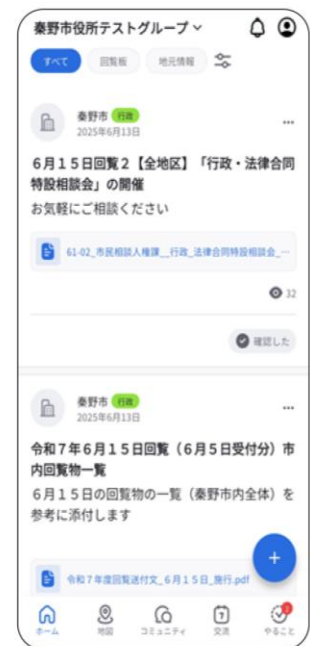 秦野市役所テストグループ
すべて 回覧板 地元情報
秦野市 行政
2025年6月13日
6月15日回覧2【全地区】「行政・法律合同
特設相談会」の開催
お気軽にご相談ください
61-02_市民相談人権課__行政_法律合同特設相談会_…
32
確認した
秦野市 行政
2025年6月13日
令和7年6月15日回覧（6月5日受付分）市
内回覧物一覧
6月15日の回覧物の一覧（秦野市内全体）を
参考に添付します
令和7年度回覧送付文_6月15日_施行.pdf
ホーム 地図 コミュニティ 交流 やること